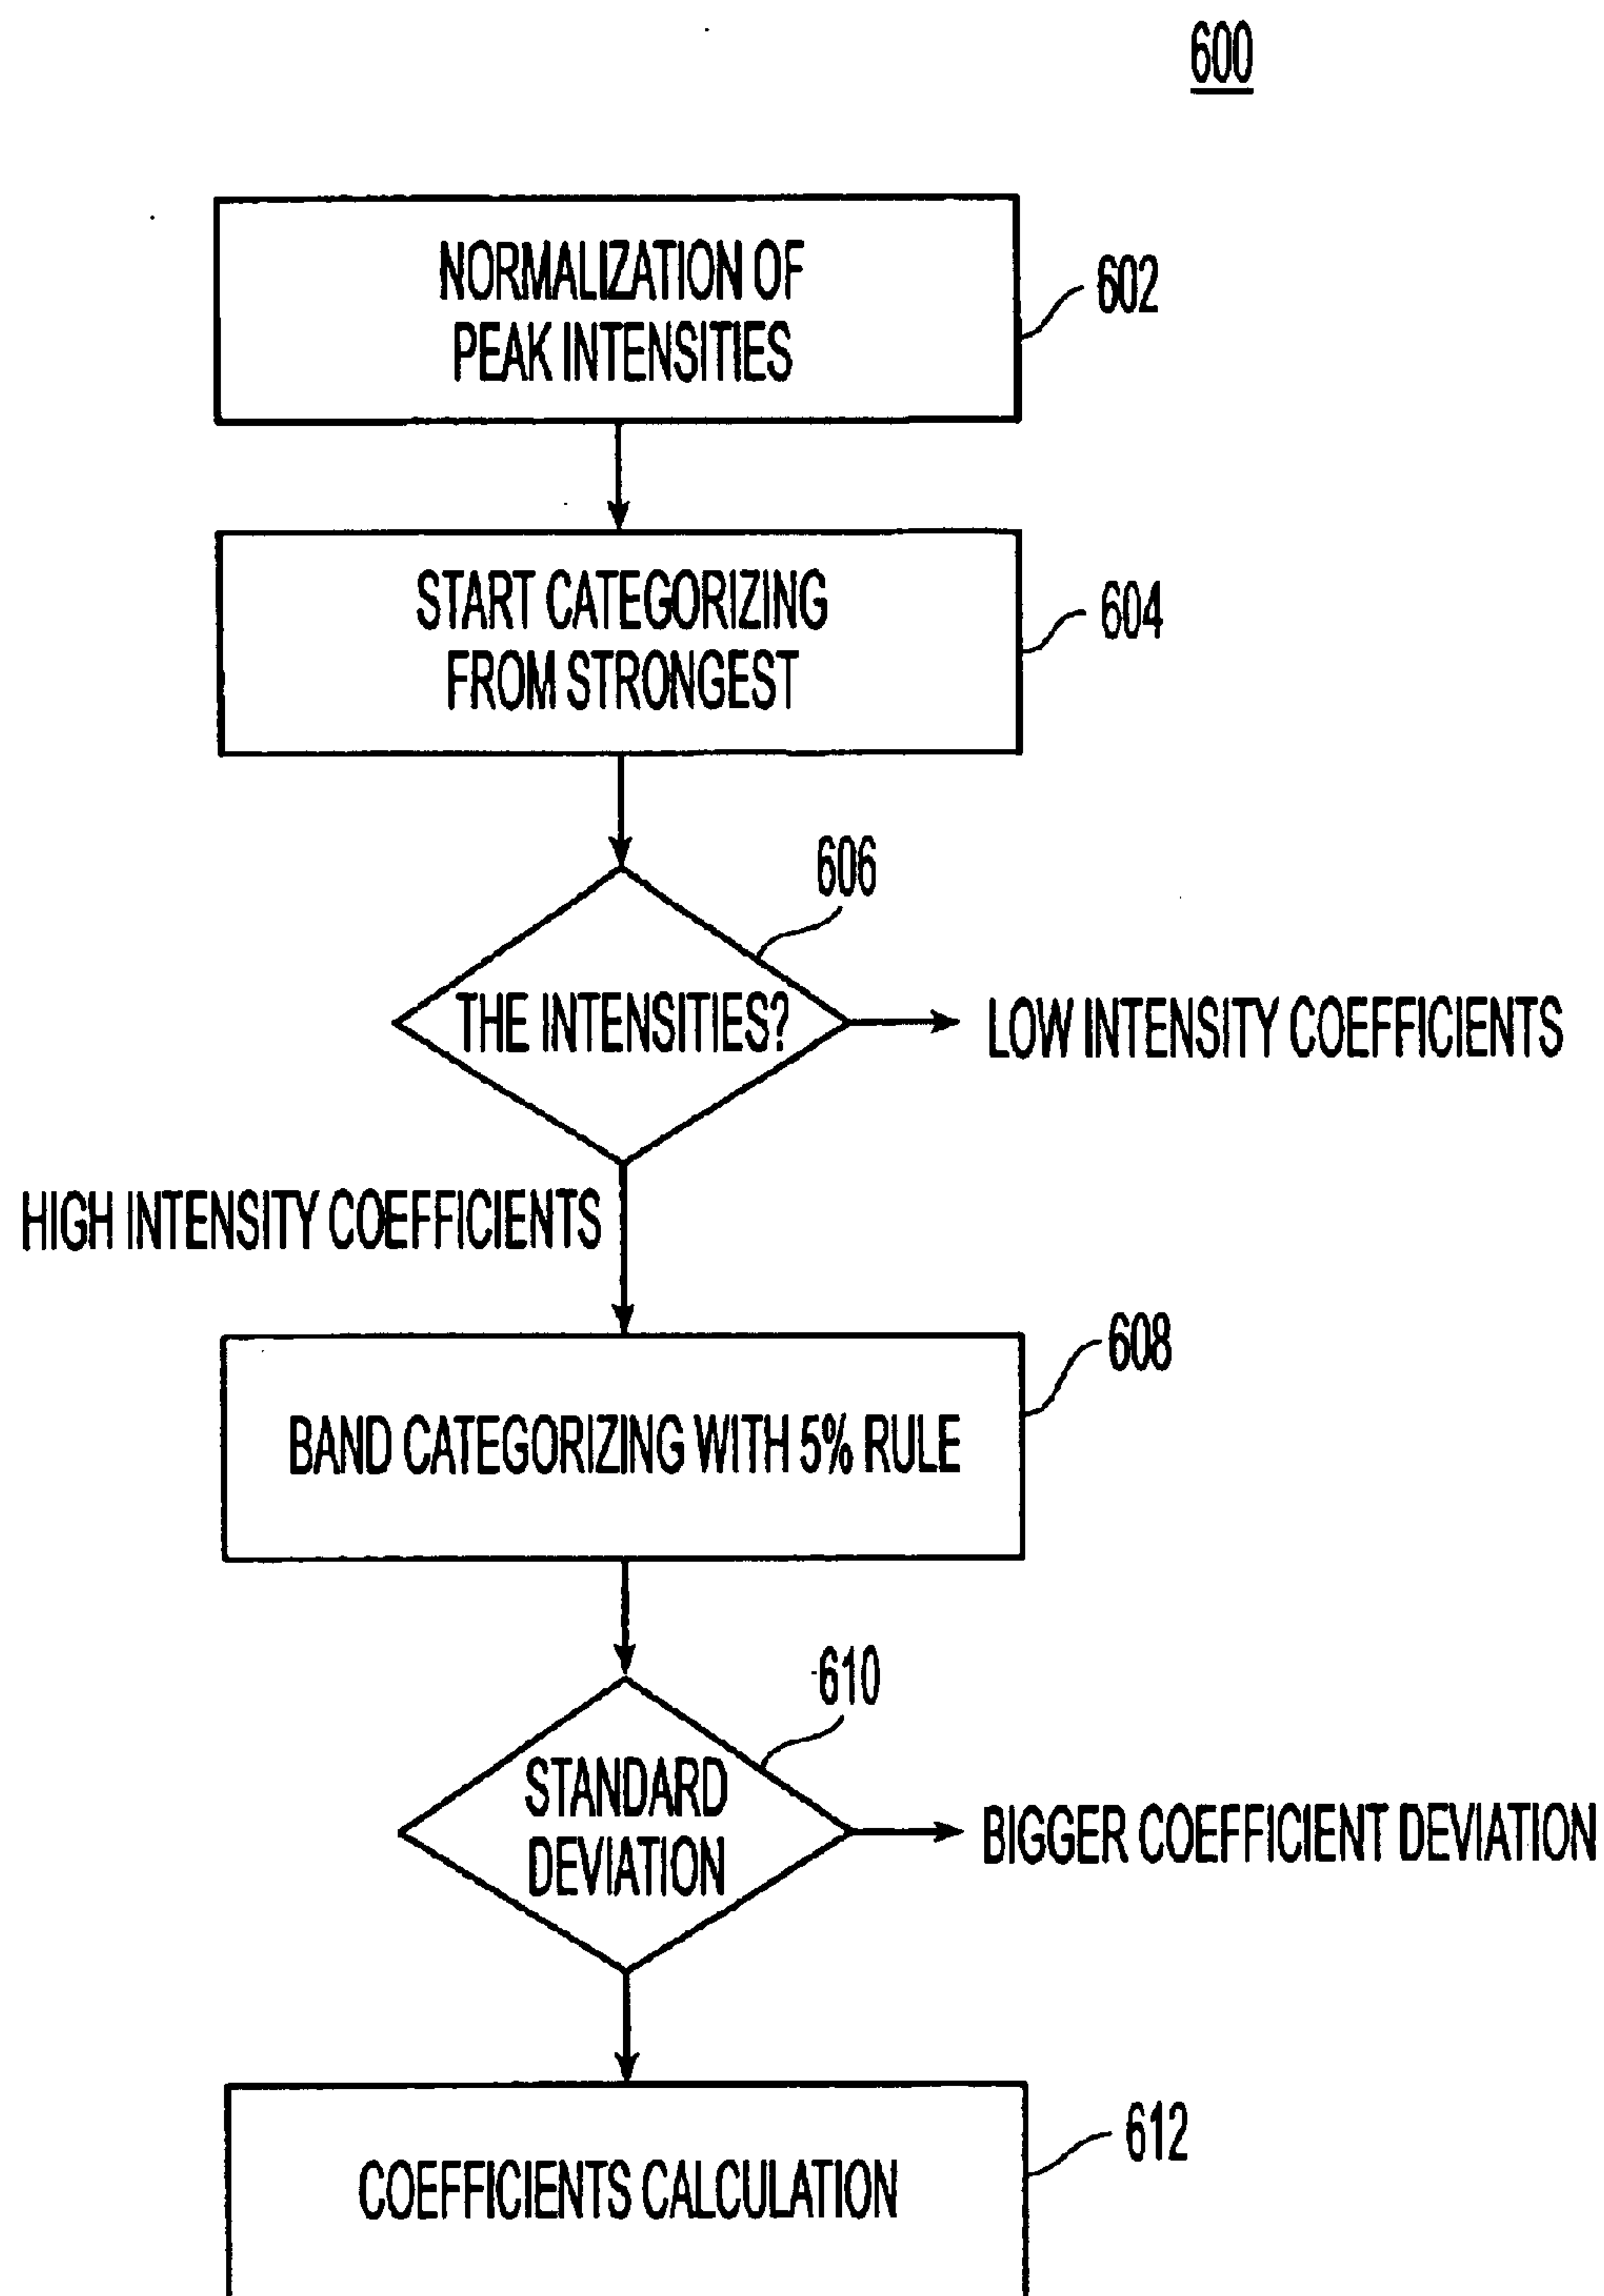 600
NORMALIZATION OF
PEAK INTENSITIES
602
START CATEGORIZING
FROM STRONGEST
604
606
THE INTENSITIES?
LOW INTENSITY COEFFICIENTS
HIGH INTENSITY COEFFICIENTS
608
BAND CATEGORIZING WITH 5% RULE
610
STANDARD
DEVIATION
BIGGER COEFFICIENT DEVIATION
612
COEFFICIENTS CALCULATION